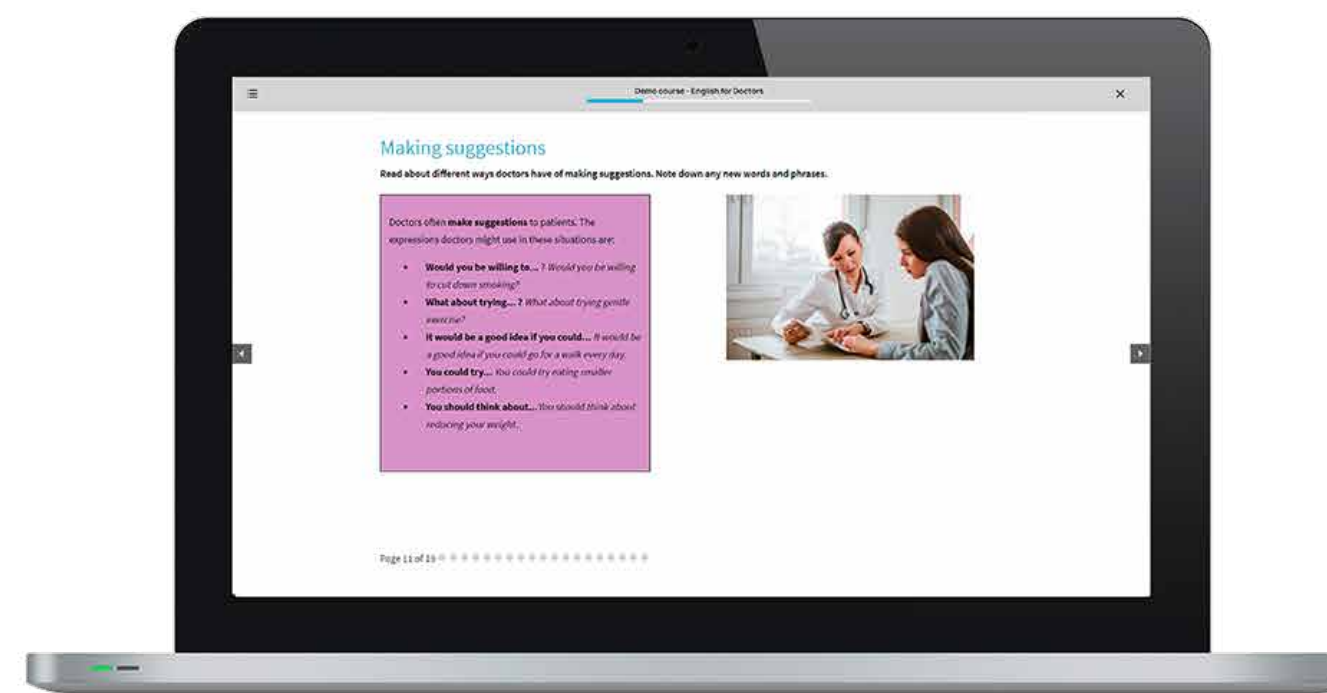 Demo course - English for Doctors
Making suggestions
Read about different ways doctors have of making suggestions. Note down any new words and phrases.
Doctors often make suggestions to patients. The
expressions doctors might use in these situations are:
• Would you be willing to... ? Would you be willing
to cut down smoking?
• What about trying... ? What about trying gentle
exercise?
• It would be a good idea if you could... It would be
a good idea if you could go for a walk every day.
• You could try... You could try eating smaller
portions of food.
• You should think about... You should think about
reducing your weight.
Page 11 of 19